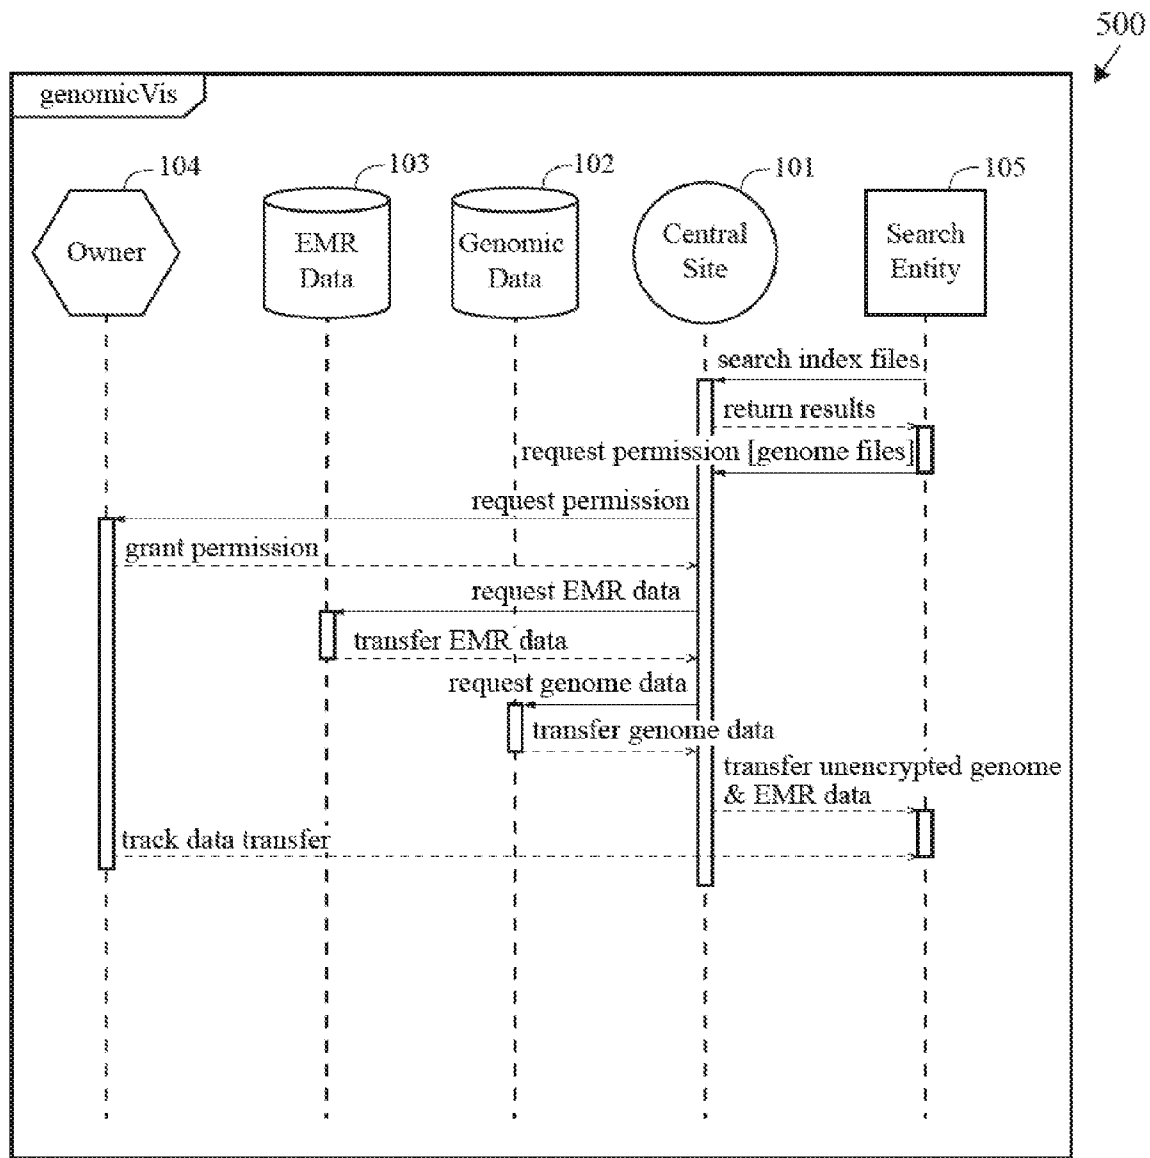 500
genomicVis
104
103
102
101
105
Owner
EMR
Data
Genomic
Data
Central
Site
Search
Entity
search index files
return results
request permission [genome files]
request permission
grant permission
request EMR data
transfer EMR data
request genome data
transfer genome data
transfer unencrypted genome
& EMR data
track data transfer